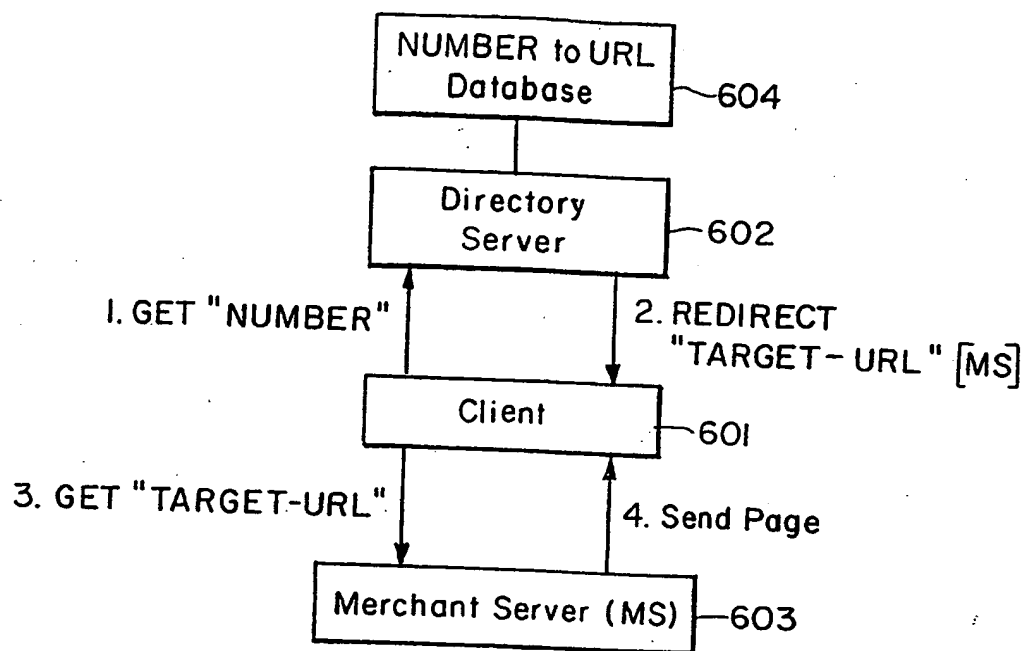 NUMBER to URL
Database
604
Directory
Server
602
1. GET "NUMBER"
2. REDIRECT
"TARGET-URL" [MS]
Client
601
3. GET "TARGET-URL"
4. Send Page
Merchant Server (MS)
603